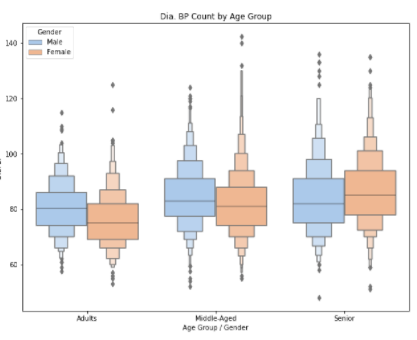 Dia. BP Count by Age Group
Gender
Male
Female
140
120
100
80
60
Adults
Middle-Aged
Senior
Age Group / Gender